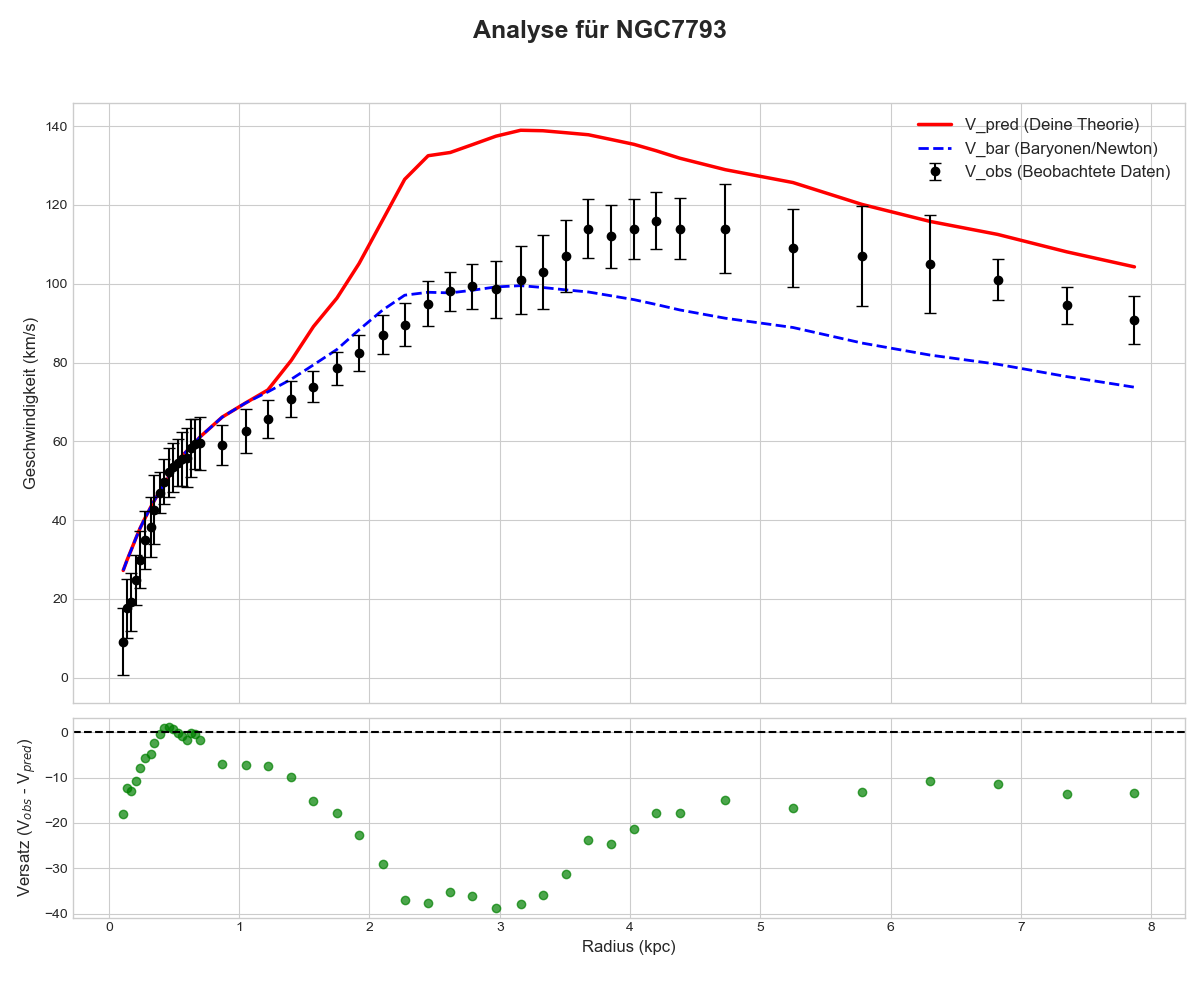 Analyse für NGC7793
140
120
100
80
60
40
20
0
Geschwindigkeit (km/s)
V_pred (Deine Theorie)
V_bar (Baryonen/Newton)
V_obs (Beobachtete Daten)
0
−10
−20
−30
−40
Versatz (V_obs - V_pred)
0 1 2 3 4 5 6 7 8
Radius (kpc)